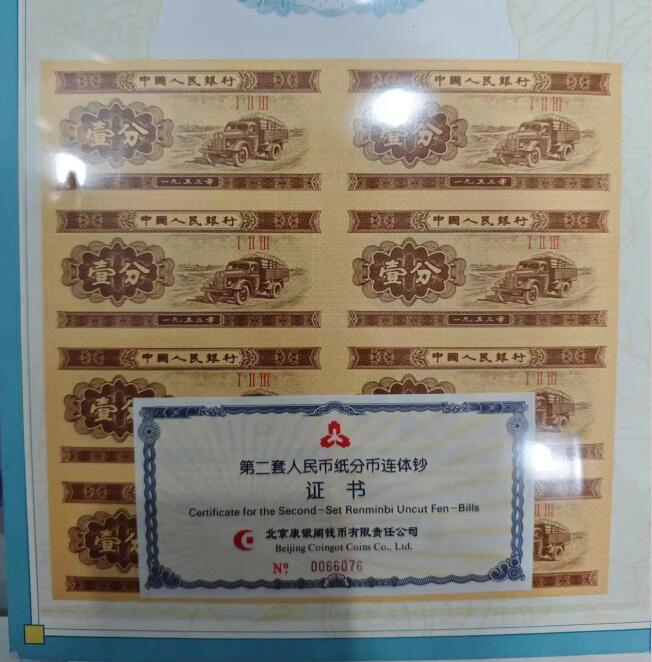 中國人民銀行 中國人民銀行
I II III I II III
壹分 壹分
一九五三年 一九五三年
中國人民銀行 中國人民銀行
I II III I II III
壹分 壹分
一九五三年 一九五三年
中國人民銀行 中國人民銀行
I II III I II III
壹分
第二套人民币纸分币连体钞
证 书
Certificate for the Second-Set Renminbi Uncut Fen-Bills
北京康银阁钱币有限责任公司
Beijing Coingot Coins Co., Ltd.
Nº 0066076
壹分